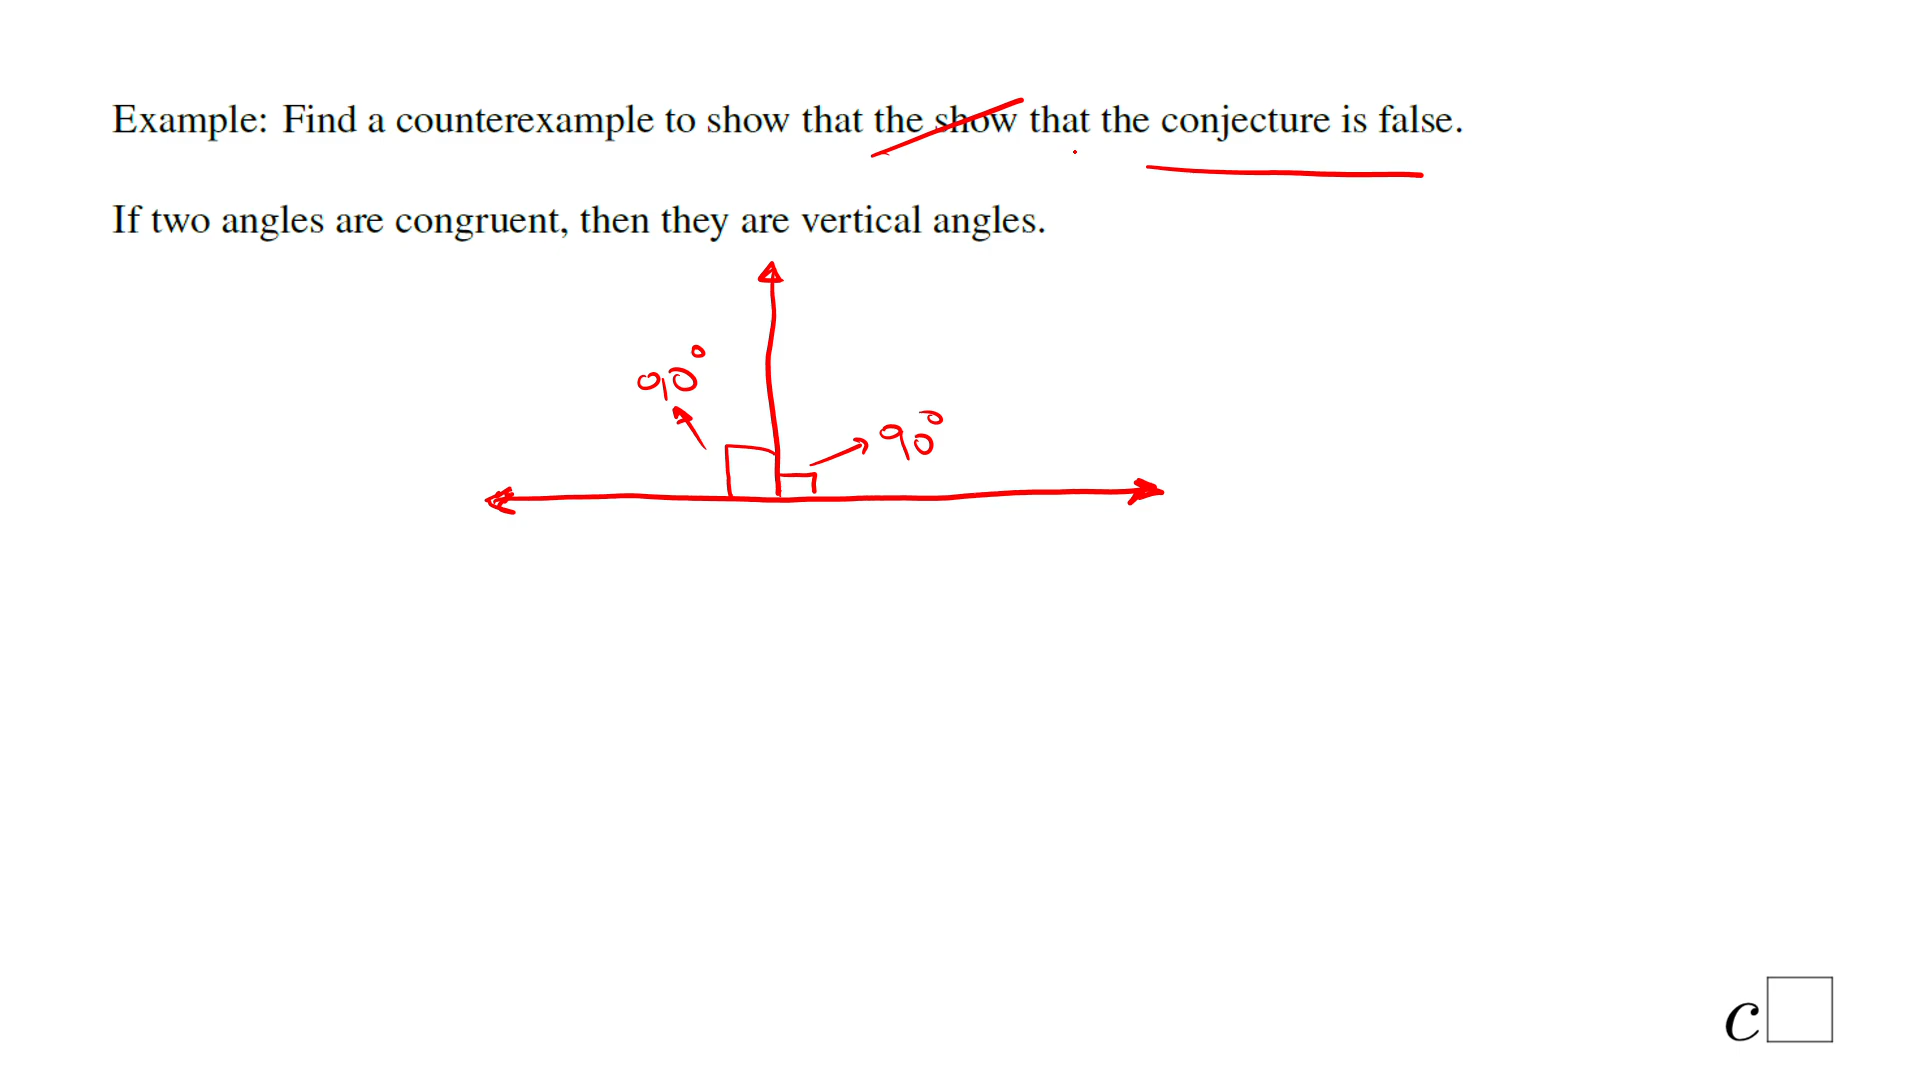 Example: Find a counterexample to show that the show that the conjecture is false.
If two angles are congruent, then they are vertical angles.
90°
90°
c